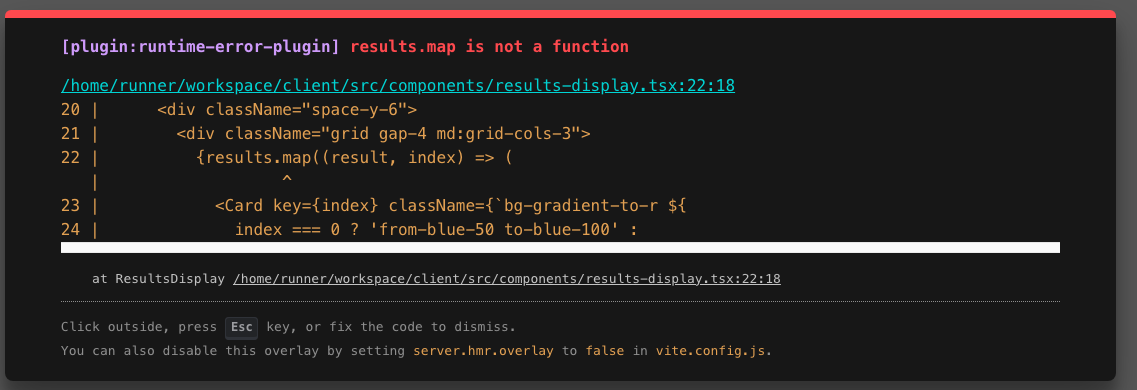 [plugin:runtime-error-plugin] results.map is not a function
/home/runner/workspace/client/src/components/results-display.tsx:22:18
20 |      <div className="space-y-6">
21 |        <div className="grid gap-4 md:grid-cols-3">
22 |          {results.map((result, index) => (
   |                   ^
23 |            <Card key={index} className={`bg-gradient-to-r ${
24 |              index === 0 ? 'from-blue-50 to-blue-100' :
at ResultsDisplay /home/runner/workspace/client/src/components/results-display.tsx:22:18
Click outside, press Esc key, or fix the code to dismiss.
You can also disable this overlay by setting server.hmr.overlay to false in vite.config.js.